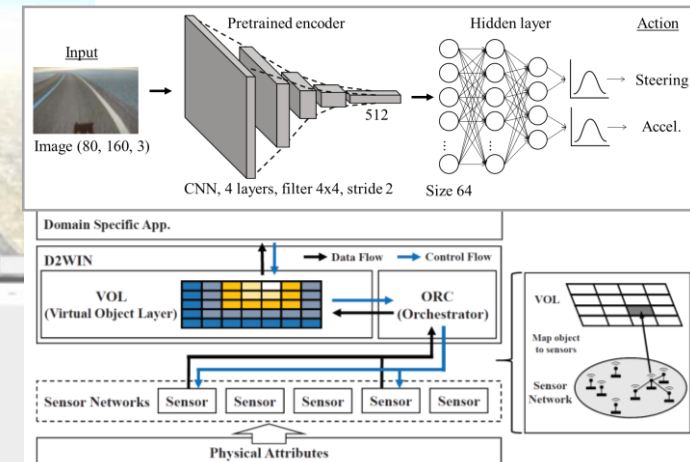 Pretrained encoder
Hidden layer
Action
Input
Steering
Accel.
512
Image (80, 160, 3)
CNN, 4 layers, filter 4x4, stride 2
Size 64
Domain Specific App.
D2WIN
Data Flow
Control Flow
VOL
(Virtual Object Layer)
ORC
(Orchestrator)
Sensor Networks
Sensor
Sensor
Sensor
Sensor
Sensor
Physical Attributes
VOL
Map object
to sensors
Sensor
Network